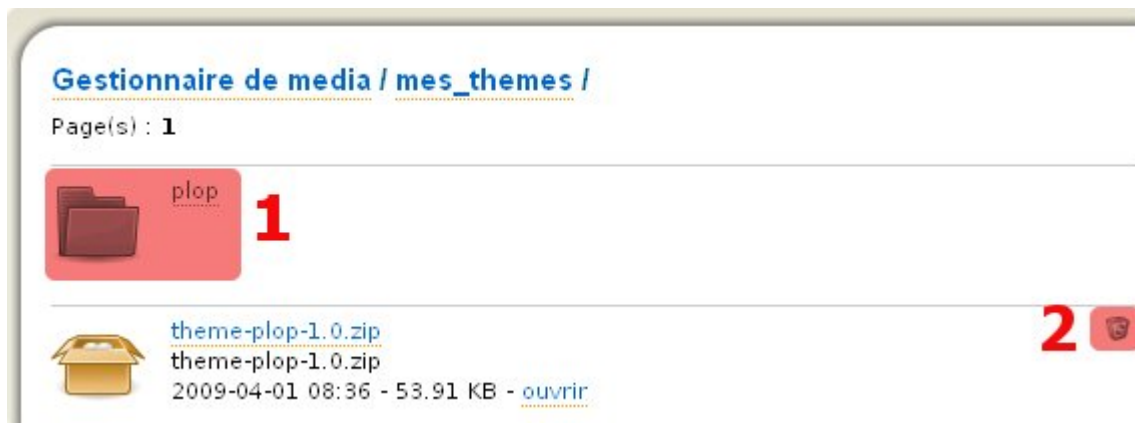 Gestionnaire de media / mes_themes /
Page(s) : 1
plop
1
2
theme-plop-1.0.zip
theme-plop-1.0.zip
2009-04-01 08:36 - 53.91 KB - ouvrir